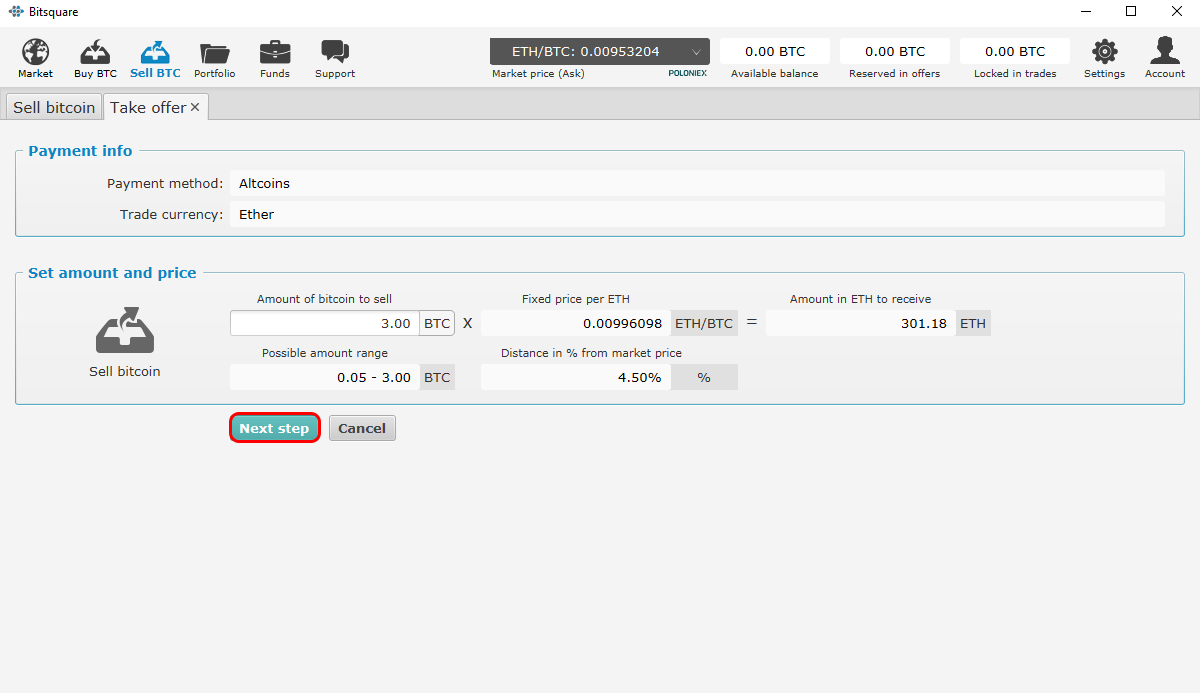 Bitsquare
Market
Buy BTC
Sell BTC
Portfolio
Funds
Support
ETH/BTC: 0.00953204
Market price (Ask)
POLONIEX
0.00 BTC
Available balance
0.00 BTC
Reserved in offers
0.00 BTC
Locked in trades
Settings
Account
Sell bitcoin
Take offer ×
Payment info
Payment method: Altcoins
Trade currency: Ether
Set amount and price
Sell bitcoin
Amount of bitcoin to sell
Fixed price per ETH
Amount in ETH to receive
3.00 BTC X 0.00996098 ETH/BTC = 301.18 ETH
Possible amount range
Distance in % from market price
0.05 - 3.00 BTC
4.50% %
Next step
Cancel